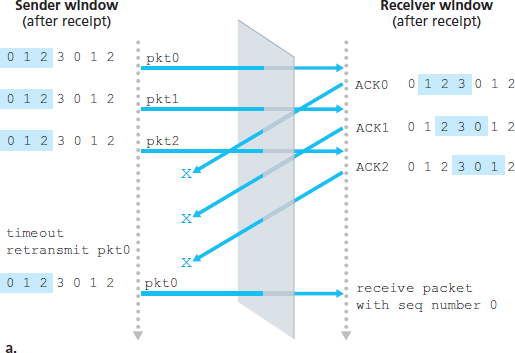 Sender window
(after receipt)
Receiver window
(after receipt)
0 1 2 3 0 1 2
pkt0
ACK0 0 1 2 3 0 1 2
0 1 2 3 0 1 2
pkt1
ACK1 0 1 2 3 0 1 2
0 1 2 3 0 1 2
pkt2
ACK2 0 1 2 3 0 1 2
X
X
X
timeout
retransmit pkt0
0 1 2 3 0 1 2
pkt0
receive packet
with seq number 0
a.